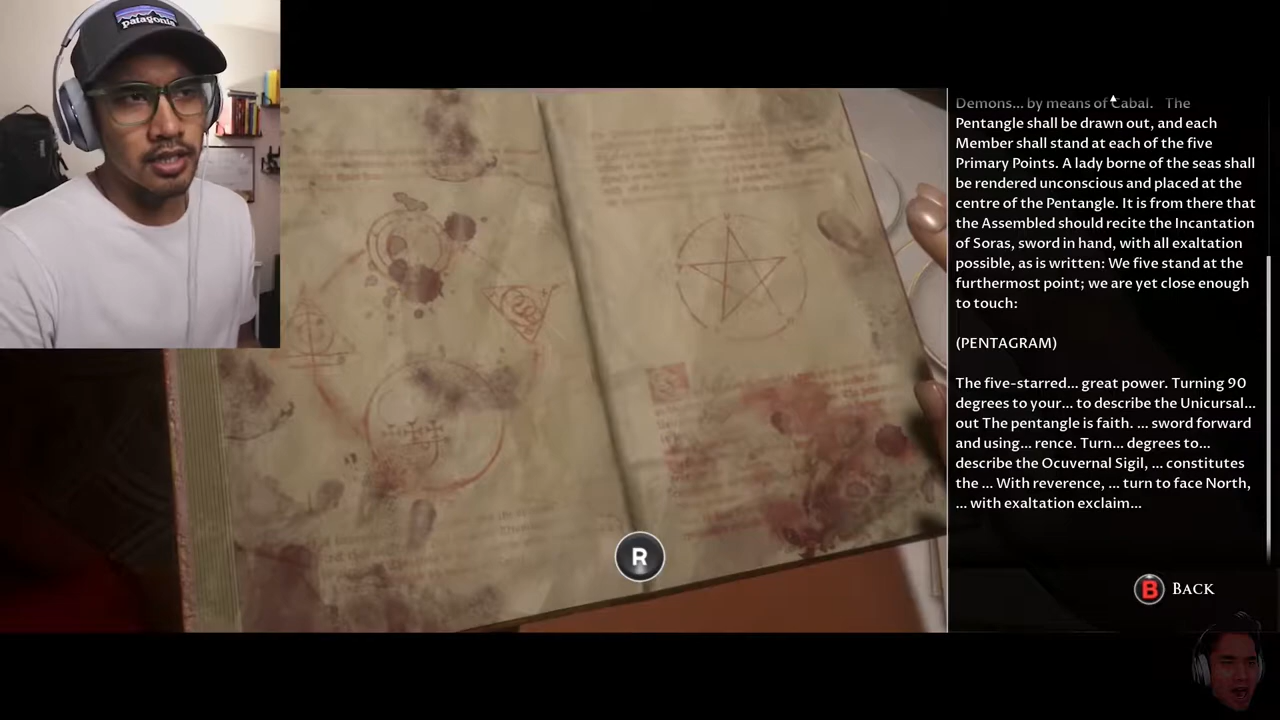 patagonia
Demons... by means of Cabal. The
Pentangle shall be drawn out, and each
Member shall stand at each of the five
Primary Points. A lady borne of the seas shall
be rendered unconscious and placed at the
centre of the Pentangle. It is from there that
the Assembled should recite the Incantation
of Soras, sword in hand, with all exaltation
possible, as is written: We five stand at the
furthermost point; we are yet close enough
to touch:
(PENTAGRAM)
The five-starred... great power. Turning 90
degrees to your... to describe the Unicursal...
out The pentangle is faith. ... sword forward
and using... rence. Turn... degrees to...
describe the Ocuvernal Sigil, ... constitutes
the ... With reverence, ... turn to face North,
... with exaltation exclaim...
R
B BACK